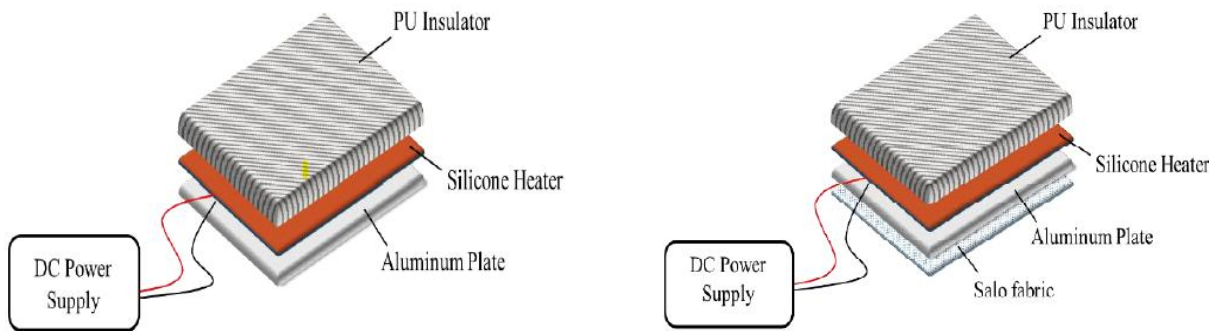 PU Insulator
Silicone Heater
Aluminum Plate
DC Power
Supply
PU Insulator
Silicone Heater
Aluminum Plate
Salo fabric
DC Power
Supply